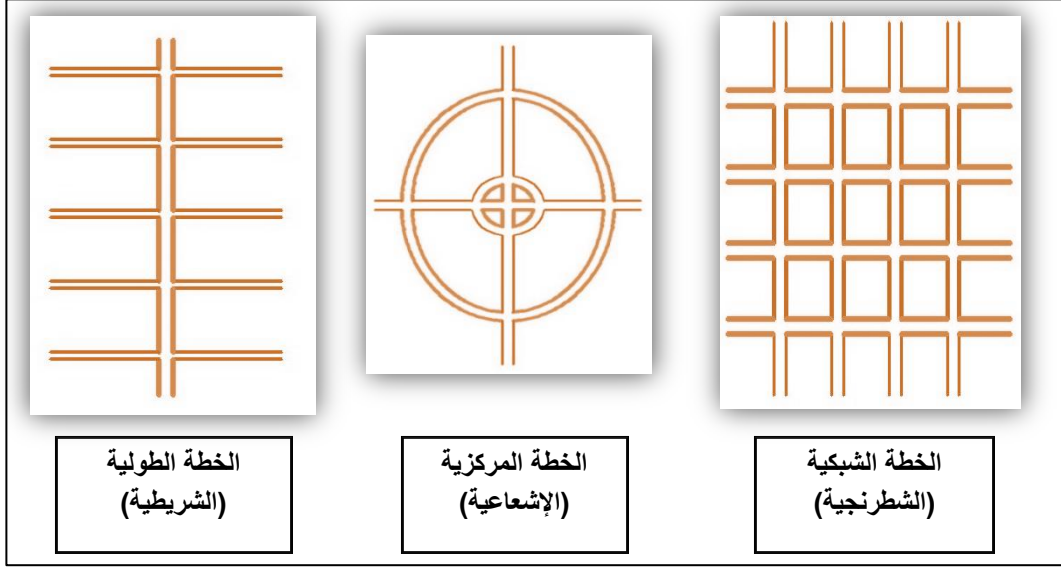 الخطة الشبكية
(الشطرنجية)
الخطة المركزية
(الإشعاعية)
الخطة الطولية
(الشريطية)